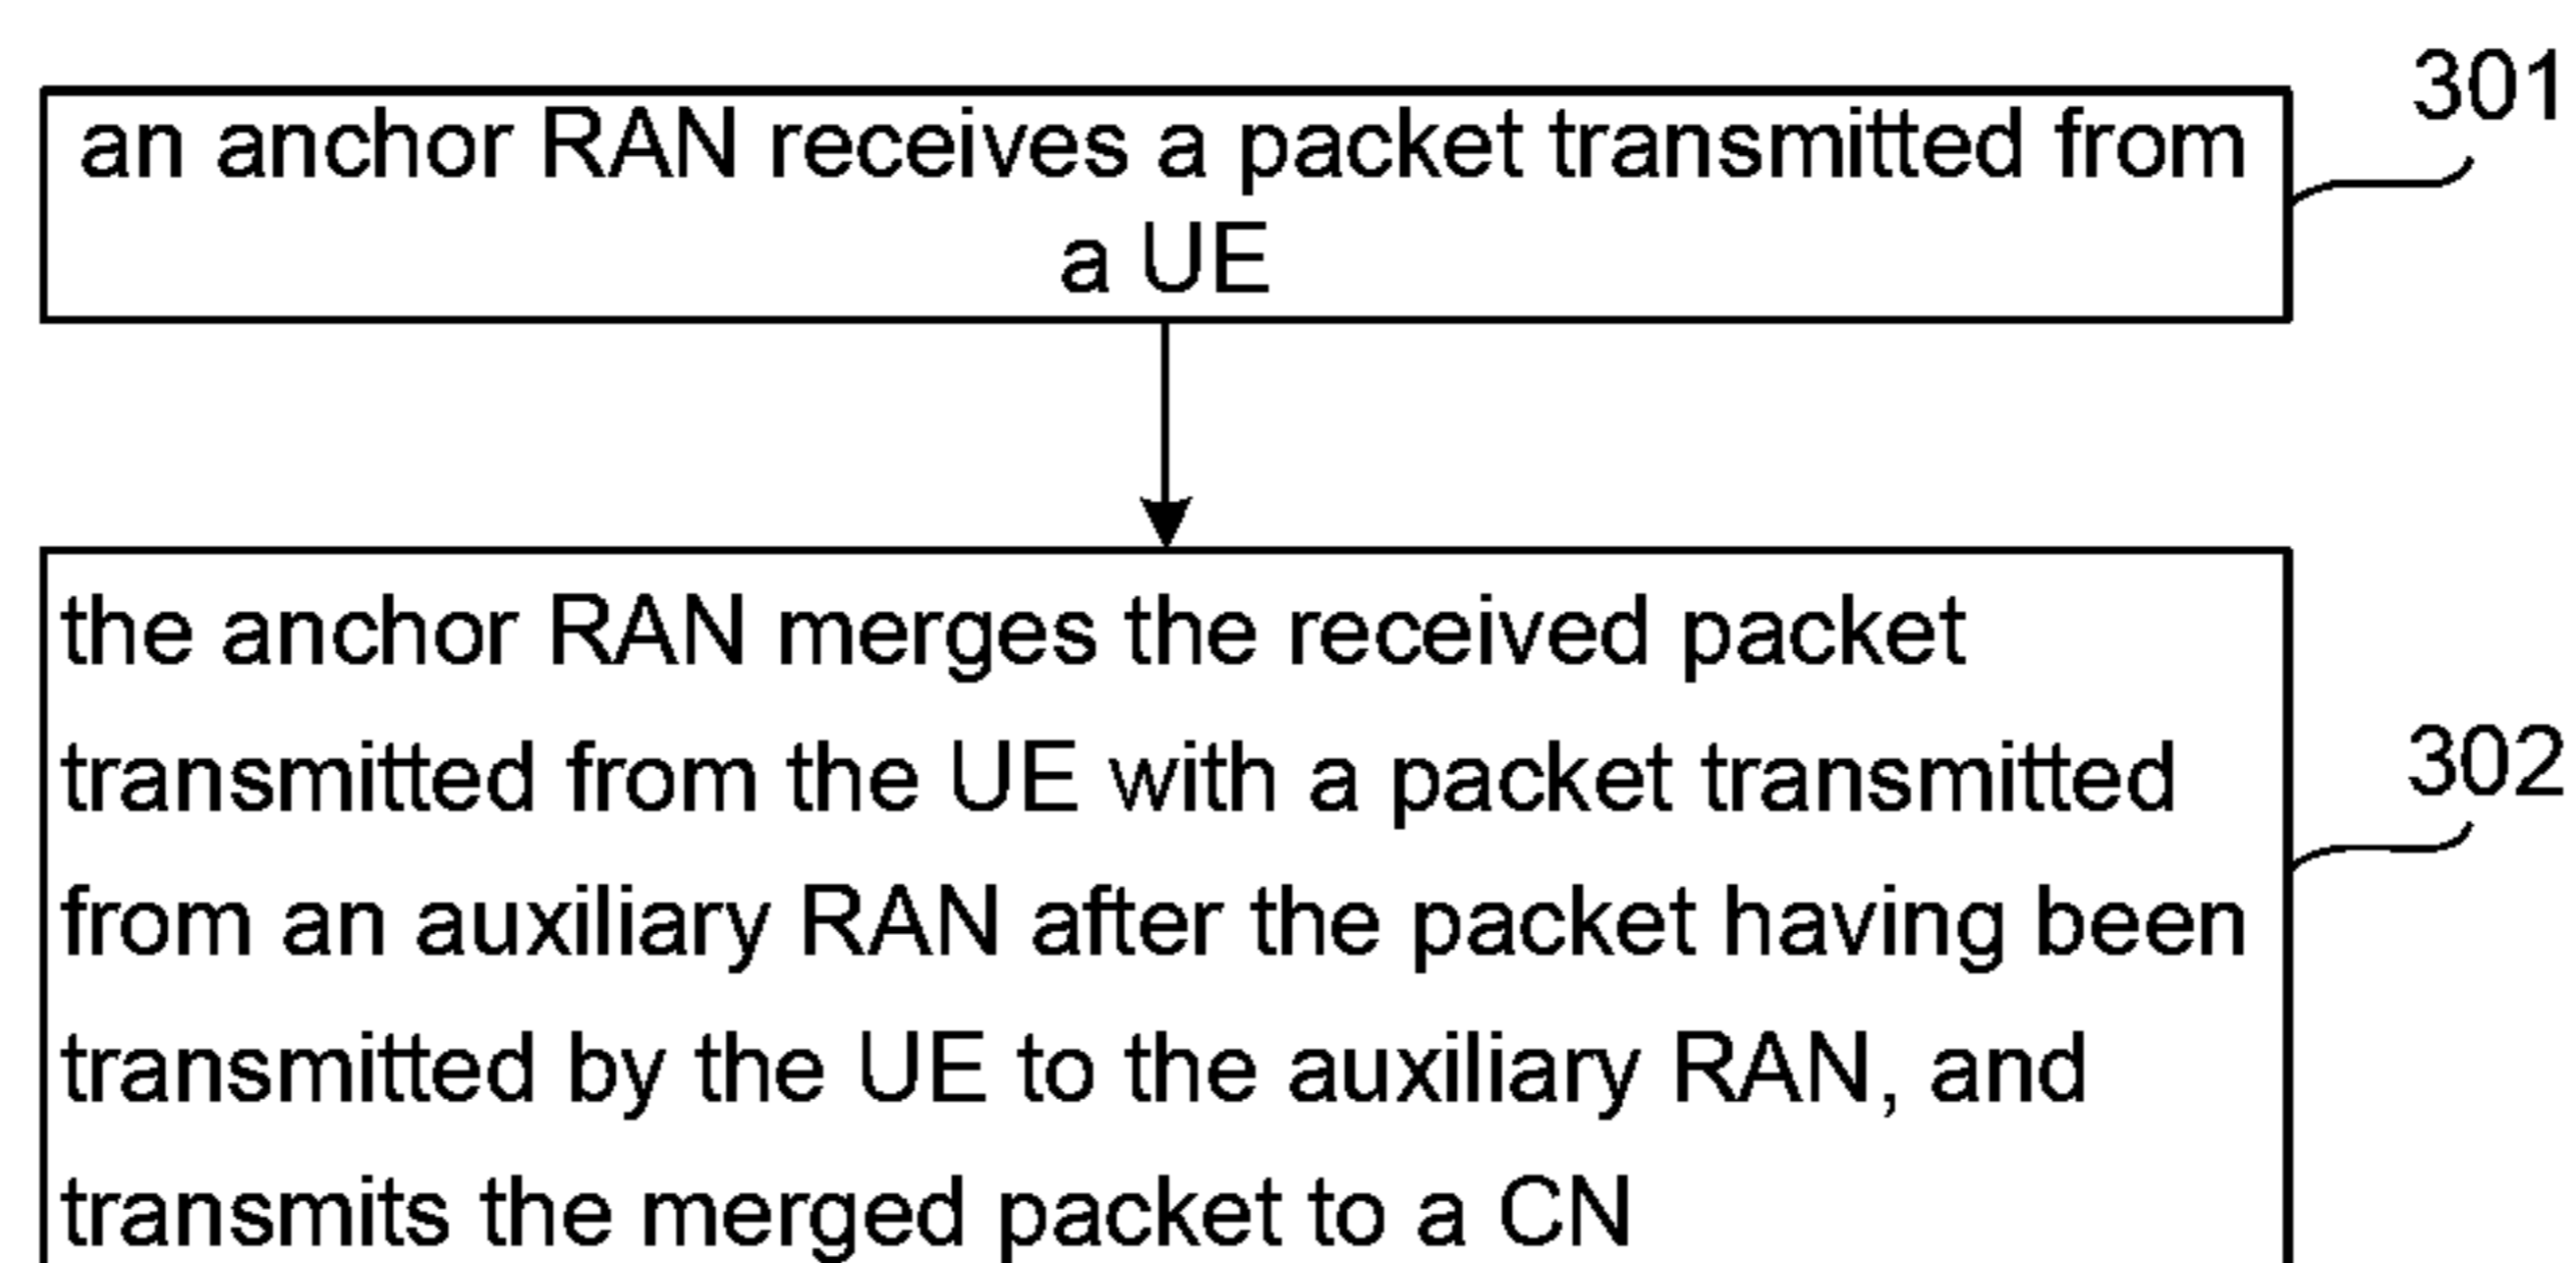 301
an anchor RAN receives a packet transmitted from
a UE
the anchor RAN merges the received packet
transmitted from the UE with a packet transmitted
302
from an auxiliary RAN after the packet having been
transmitted by the UE to the auxiliary RAN, and
transmits the merged packet to a CN